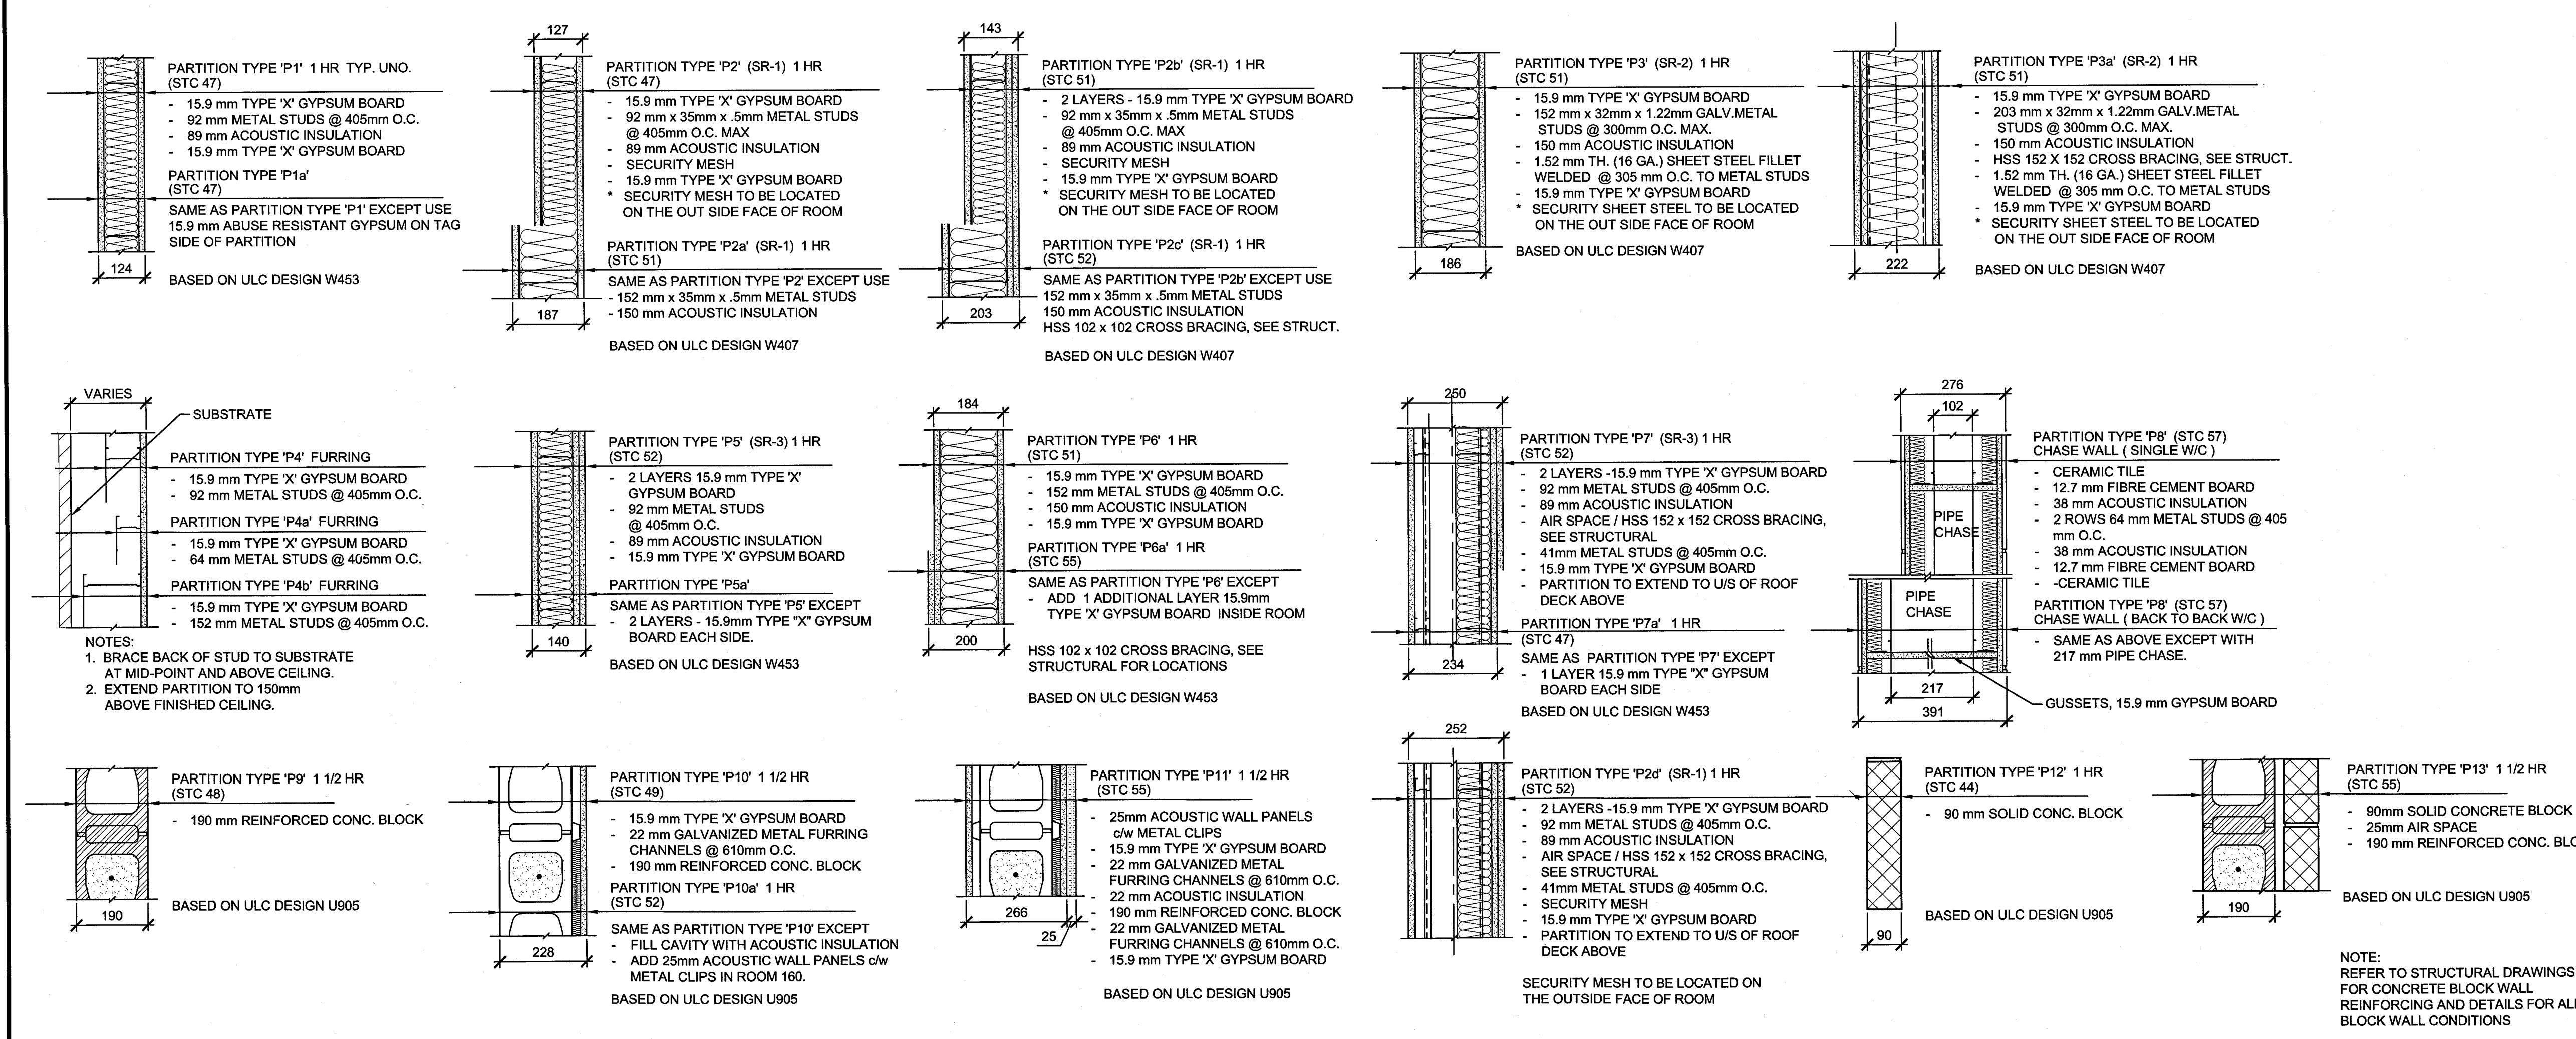 PARTITION TYPE 'P1' 1 HR TYP. UNO.
(STC 47)
- 15.9 mm TYPE 'X' GYPSUM BOARD
- 92 mm METAL STUDS @ 405mm O.C.
- 89 mm ACOUSTIC INSULATION
- 15.9 mm TYPE 'X' GYPSUM BOARD
PARTITION TYPE 'P1a'
(STC 47)
SAME AS PARTITION TYPE 'P1' EXCEPT USE
15.9 mm ABUSE RESISTANT GYPSUM ON TAG
SIDE OF PARTITION
124
BASED ON ULC DESIGN W453
127
PARTITION TYPE 'P2' (SR-1) 1 HR
(STC 47)
- 15.9 mm TYPE 'X' GYPSUM BOARD
- 92 mm x 35mm x .5mm METAL STUDS
@ 405mm O.C. MAX
- 89 mm ACOUSTIC INSULATION
- SECURITY MESH
- 15.9 mm TYPE 'X' GYPSUM BOARD
* SECURITY MESH TO BE LOCATED
ON THE OUT SIDE FACE OF ROOM
PARTITION TYPE 'P2a' (SR-1) 1 HR
(STC 51)
SAME AS PARTITION TYPE 'P2' EXCEPT USE
- 152 mm x 35mm x .5mm METAL STUDS
- 150 mm ACOUSTIC INSULATION
187
BASED ON ULC DESIGN W407
143
PARTITION TYPE 'P2b' (SR-1) 1 HR
(STC 51)
- 2 LAYERS - 15.9 mm TYPE 'X' GYPSUM BOARD
- 92 mm x 35mm x .5mm METAL STUDS
@ 405mm O.C. MAX
- 89 mm ACOUSTIC INSULATION
- SECURITY MESH
- 15.9 mm TYPE 'X' GYPSUM BOARD
* SECURITY MESH TO BE LOCATED
ON THE OUT SIDE FACE OF ROOM
PARTITION TYPE 'P2c' (SR-1) 1 HR
(STC 52)
SAME AS PARTITION TYPE 'P2b' EXCEPT USE
152 mm x 35mm x .5mm METAL STUDS
150 mm ACOUSTIC INSULATION
HSS 102 x 102 CROSS BRACING, SEE STRUCT.
203
BASED ON ULC DESIGN W407
PARTITION TYPE 'P3' (SR-2) 1 HR
(STC 51)
- 15.9 mm TYPE 'X' GYPSUM BOARD
- 152 mm x 32mm x 1.22mm GALV.METAL
STUDS @ 300mm O.C. MAX.
- 150 mm ACOUSTIC INSULATION
- 1.52 mm TH. (16 GA.) SHEET STEEL FILLET
WELDED @ 305 mm O.C. TO METAL STUDS
- 15.9 mm TYPE 'X' GYPSUM BOARD
* SECURITY SHEET STEEL TO BE LOCATED
ON THE OUT SIDE FACE OF ROOM
186
BASED ON ULC DESIGN W407
PARTITION TYPE 'P3a' (SR-2) 1 HR
(STC 51)
- 15.9 mm TYPE 'X' GYPSUM BOARD
- 203 mm x 32mm x 1.22mm GALV.METAL
STUDS @ 300mm O.C. MAX.
- 150 mm ACOUSTIC INSULATION
- HSS 152 X 152 CROSS BRACING, SEE STRUCT.
- 1.52 mm TH. (16 GA.) SHEET STEEL FILLET
WELDED @ 305 mm O.C. TO METAL STUDS
- 15.9 mm TYPE 'X' GYPSUM BOARD
* SECURITY SHEET STEEL TO BE LOCATED
ON THE OUT SIDE FACE OF ROOM
222
BASED ON ULC DESIGN W407
VARIES
SUBSTRATE
PARTITION TYPE 'P4' FURRING
- 15.9 mm TYPE 'X' GYPSUM BOARD
- 92 mm METAL STUDS @ 405mm O.C.
PARTITION TYPE 'P4a' FURRING
- 15.9 mm TYPE 'X' GYPSUM BOARD
- 64 mm METAL STUDS @ 405mm O.C.
PARTITION TYPE 'P4b' FURRING
- 15.9 mm TYPE 'X' GYPSUM BOARD
- 152 mm METAL STUDS @ 405mm O.C.
NOTES:
1. BRACE BACK OF STUD TO SUBSTRATE
AT MID-POINT AND ABOVE CEILING.
2. EXTEND PARTITION TO 150mm
ABOVE FINISHED CEILING.
PARTITION TYPE 'P5' (SR-3) 1 HR
(STC 52)
- 2 LAYERS 15.9 mm TYPE 'X'
GYPSUM BOARD
- 92 mm METAL STUDS
@ 405mm O.C.
- 89 mm ACOUSTIC INSULATION
- 15.9 mm TYPE 'X' GYPSUM BOARD
PARTITION TYPE 'P5a'
SAME AS PARTITION TYPE 'P5' EXCEPT
- 2 LAYERS - 15.9mm TYPE "X" GYPSUM
BOARD EACH SIDE.
140
BASED ON ULC DESIGN W453
184
PARTITION TYPE 'P6' 1 HR
(STC 51)
- 15.9 mm TYPE 'X' GYPSUM BOARD
- 152 mm METAL STUDS @ 405mm O.C.
- 150 mm ACOUSTIC INSULATION
- 15.9 mm TYPE 'X' GYPSUM BOARD
PARTITION TYPE 'P6a' 1 HR
(STC 55)
SAME AS PARTITION TYPE 'P6' EXCEPT
- ADD 1 ADDITIONAL LAYER 15.9mm
TYPE 'X' GYPSUM BOARD INSIDE ROOM
200
HSS 102 x 102 CROSS BRACING, SEE
STRUCTURAL FOR LOCATIONS
BASED ON ULC DESIGN W453
250
PARTITION TYPE 'P7' (SR-3) 1 HR
(STC 52)
- 2 LAYERS -15.9 mm TYPE 'X' GYPSUM BOARD
- 92 mm METAL STUDS @ 405mm O.C.
- 89 mm ACOUSTIC INSULATION
- AIR SPACE / HSS 152 x 152 CROSS BRACING,
SEE STRUCTURAL
- 41mm METAL STUDS @ 405mm O.C.
- 15.9 mm TYPE 'X' GYPSUM BOARD
- PARTITION TO EXTEND TO U/S OF ROOF
DECK ABOVE
PARTITION TYPE 'P7a' 1 HR
(STC 47)
SAME AS PARTITION TYPE 'P7' EXCEPT
- 1 LAYER 15.9 mm TYPE "X" GYPSUM
BOARD EACH SIDE
234
BASED ON ULC DESIGN W453
276
102
PIPE
CHASE
PIPE
CHASE
PARTITION TYPE 'P8' (STC 57)
CHASE WALL ( SINGLE W/C )
- CERAMIC TILE
- 12.7 mm FIBRE CEMENT BOARD
- 38 mm ACOUSTIC INSULATION
- 2 ROWS 64 mm METAL STUDS @ 405
mm O.C.
- 38 mm ACOUSTIC INSULATION
- 12.7 mm FIBRE CEMENT BOARD
- -CERAMIC TILE
PARTITION TYPE 'P8' (STC 57)
CHASE WALL ( BACK TO BACK W/C )
- SAME AS ABOVE EXCEPT WITH
217 mm PIPE CHASE.
217
391
GUSSETS, 15.9 mm GYPSUM BOARD
PARTITION TYPE 'P9' 1 1/2 HR
(STC 48)
- 190 mm REINFORCED CONC. BLOCK
190
BASED ON ULC DESIGN U905
PARTITION TYPE 'P10' 1 1/2 HR
(STC 49)
- 15.9 mm TYPE 'X' GYPSUM BOARD
- 22 mm GALVANIZED METAL FURRING
CHANNELS @ 610mm O.C.
- 190 mm REINFORCED CONC. BLOCK
PARTITION TYPE 'P10a' 1 HR
(STC 52)
SAME AS PARTITION TYPE 'P10' EXCEPT
- FILL CAVITY WITH ACOUSTIC INSULATION
- ADD 25mm ACOUSTIC WALL PANELS c/w
METAL CLIPS IN ROOM 160.
228
BASED ON ULC DESIGN U905
PARTITION TYPE 'P11' 1 1/2 HR
(STC 55)
- 25mm ACOUSTIC WALL PANELS
c/w METAL CLIPS
- 15.9 mm TYPE 'X' GYPSUM BOARD
- 22 mm GALVANIZED METAL
FURRING CHANNELS @ 610mm O.C.
- 22 mm ACOUSTIC INSULATION
- 190 mm REINFORCED CONC. BLOCK
- 22 mm GALVANIZED METAL
FURRING CHANNELS @ 610mm O.C.
- 15.9 mm TYPE 'X' GYPSUM BOARD
266
25
BASED ON ULC DESIGN U905
252
PARTITION TYPE 'P2d' (SR-1) 1 HR
(STC 52)
- 2 LAYERS -15.9 mm TYPE 'X' GYPSUM BOARD
- 92 mm METAL STUDS @ 405mm O.C.
- 89 mm ACOUSTIC INSULATION
- AIR SPACE / HSS 152 x 152 CROSS BRACING,
SEE STRUCTURAL
- 41mm METAL STUDS @ 405mm O.C.
- SECURITY MESH
- 15.9 mm TYPE 'X' GYPSUM BOARD
- PARTITION TO EXTEND TO U/S OF ROOF
DECK ABOVE
SECURITY MESH TO BE LOCATED ON
THE OUTSIDE FACE OF ROOM
PARTITION TYPE 'P12' 1 HR
(STC 44)
- 90 mm SOLID CONC. BLOCK
90
BASED ON ULC DESIGN U905
PARTITION TYPE 'P13' 1 1/2 HR
(STC 55)
- 90mm SOLID CONCRETE BLOCK
- 25mm AIR SPACE
- 190 mm REINFORCED CONC. BLO
190
BASED ON ULC DESIGN U905
NOTE:
REFER TO STRUCTURAL DRAWINGS
FOR CONCRETE BLOCK WALL
REINFORCING AND DETAILS FOR ALL
BLOCK WALL CONDITIONS